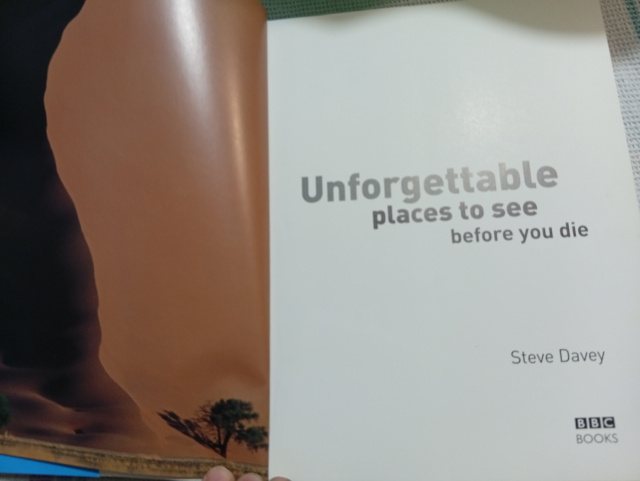 Unforgettable
places to see
before you die
Steve Davey
BBC
BOOKS